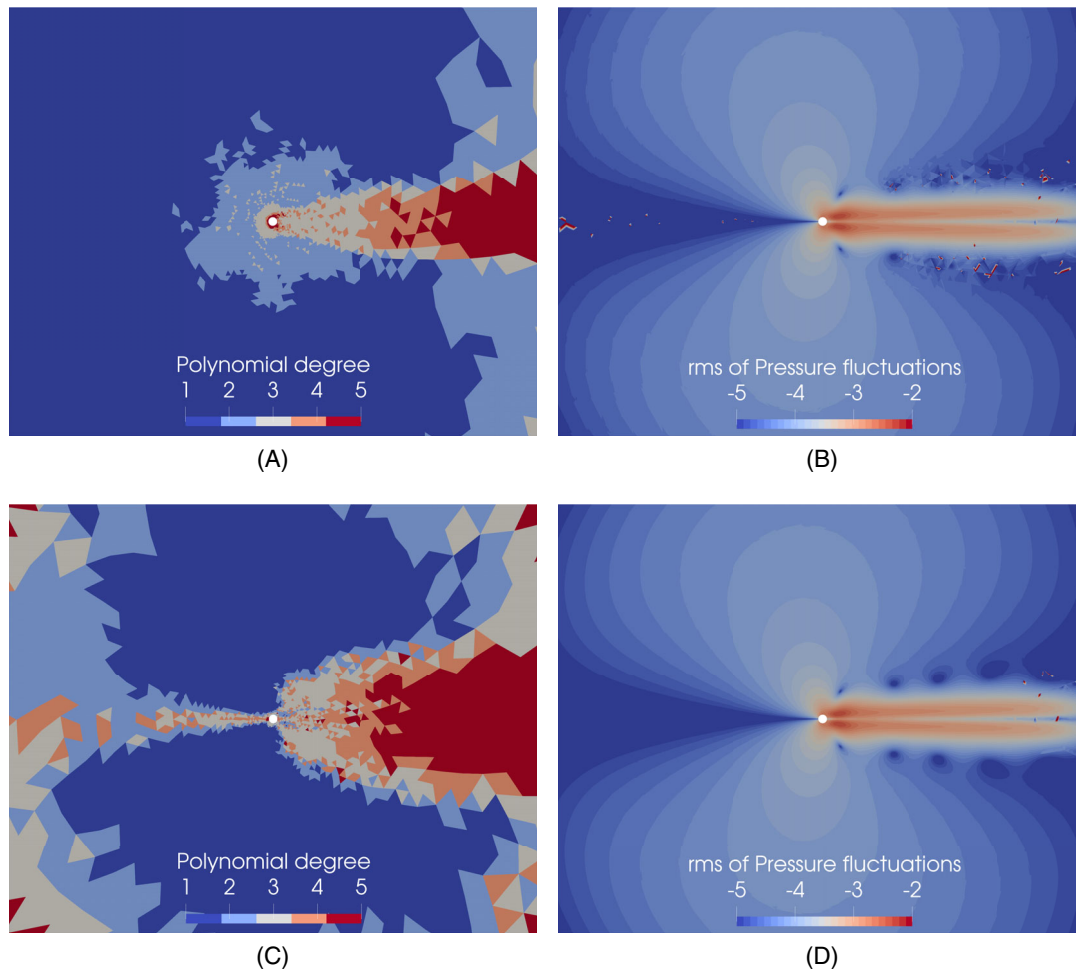 Polynomial degree
1 2 3 4 5
(A)
rms of Pressure fluctuations
-5 -4 -3 -2
(B)
Polynomial degree
1 2 3 4 5
(C)
rms of Pressure fluctuations
-5 -4 -3 -2
(D)